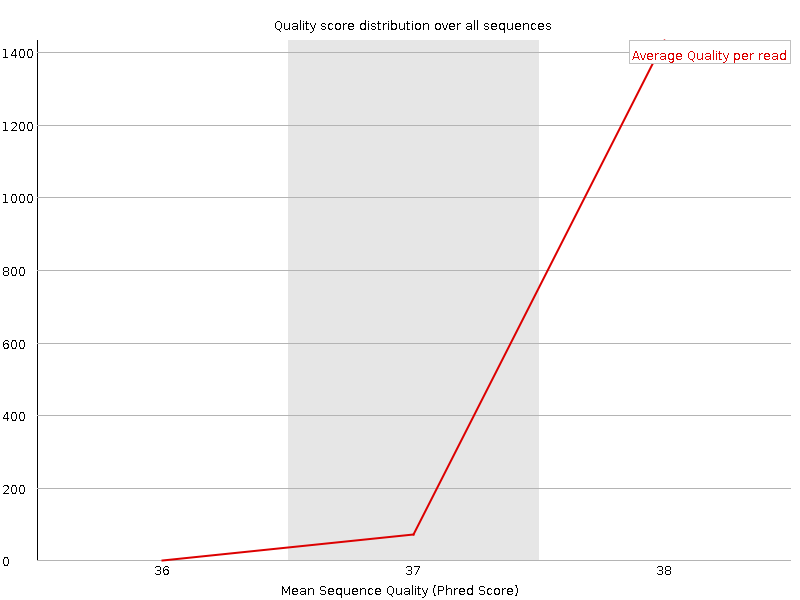 Quality score distribution over all sequences
Average Quality per read
1400
1200
1000
800
600
400
200
0
36 37 38
Mean Sequence Quality (Phred Score)